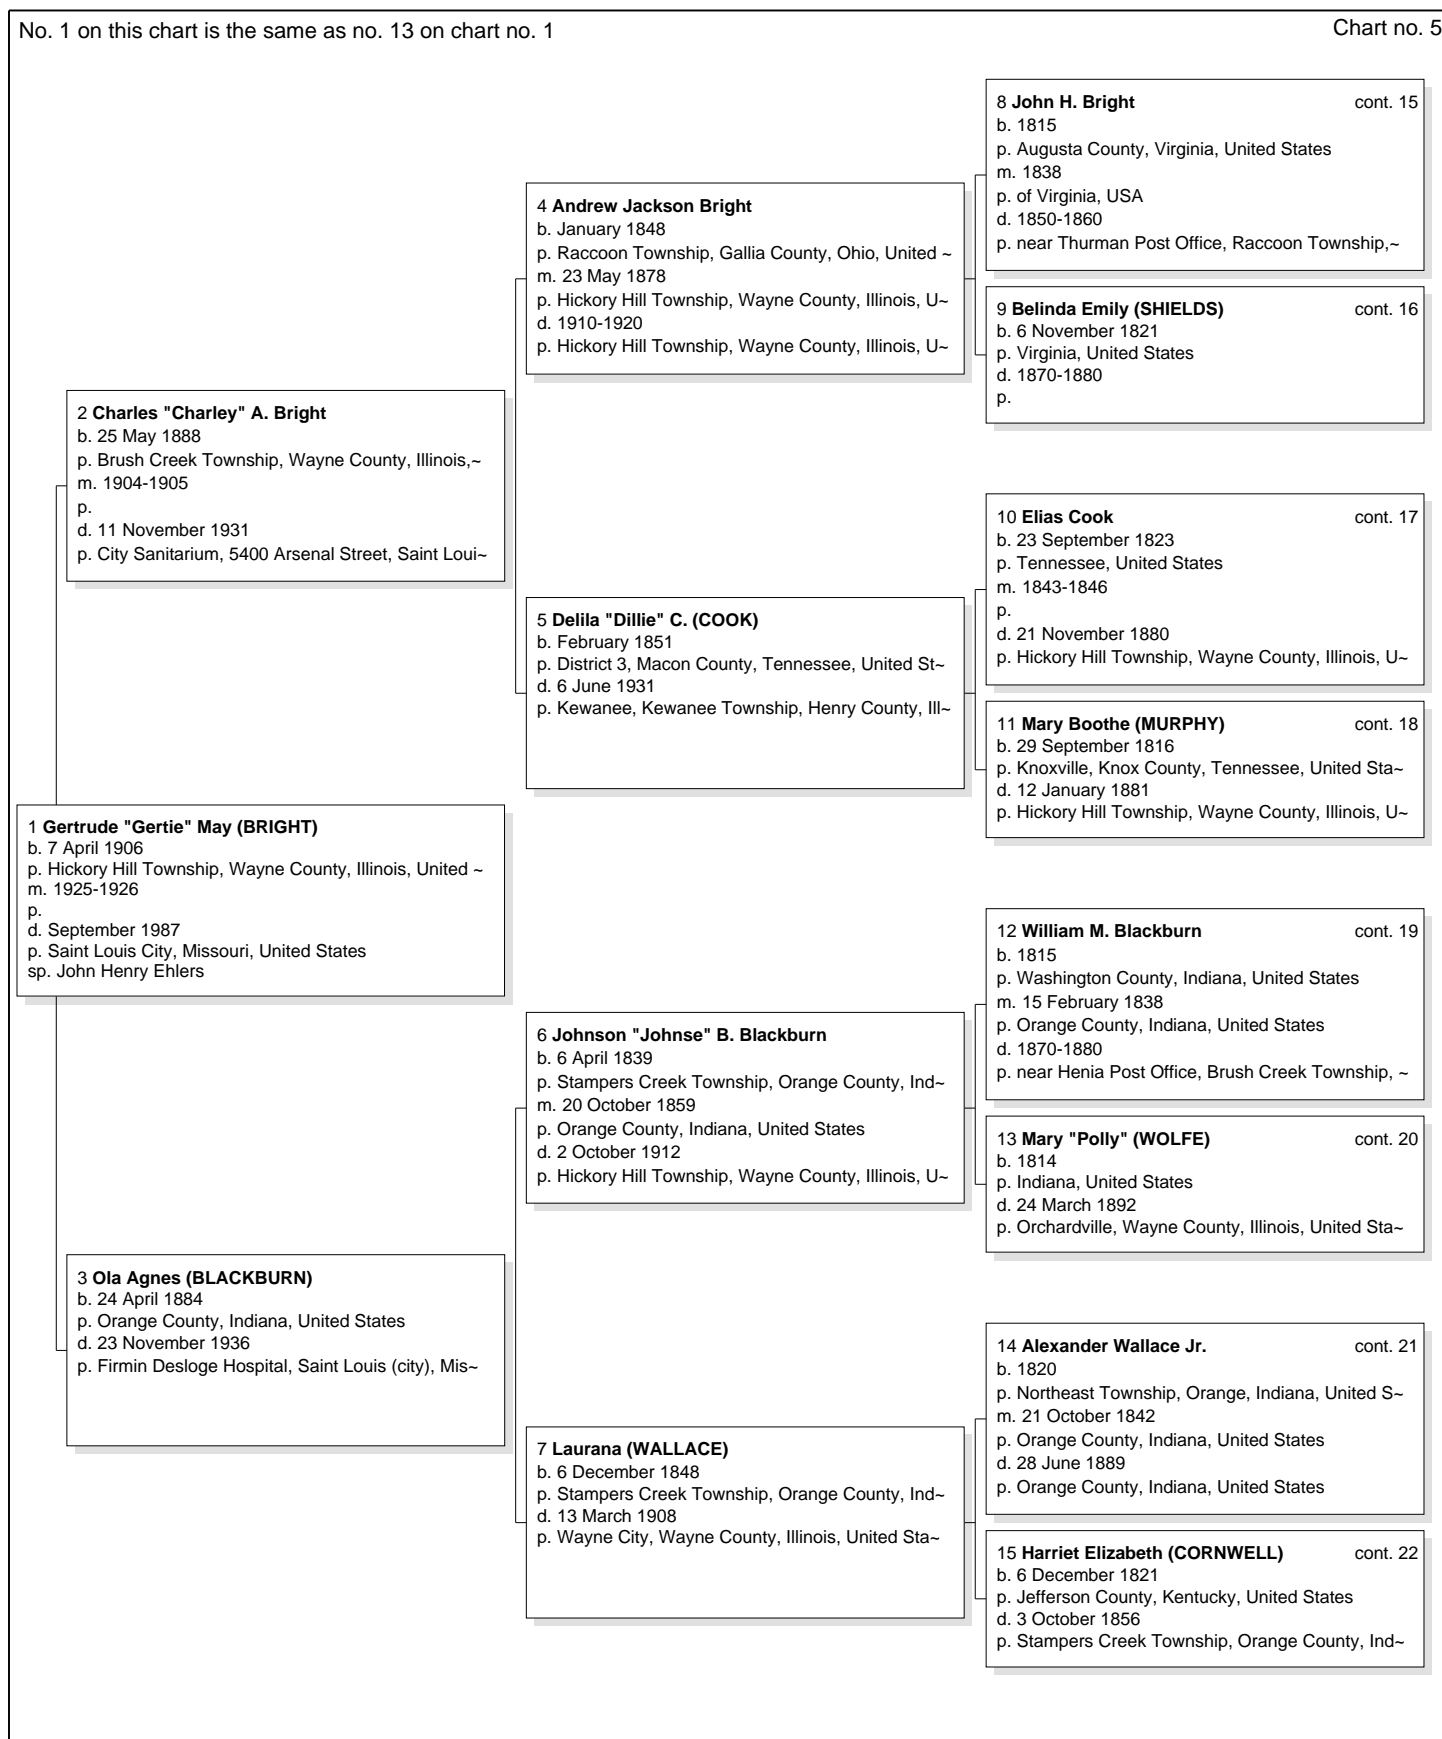 No. 1 on this chart is the same as no. 13 on chart no. 1
Chart no. 5
8 John H. Bright cont. 15
b. 1815
p. Augusta County, Virginia, United States
m. 1838
p. of Virginia, USA
d. 1850-1860
p. near Thurman Post Office, Raccoon Township,~
4 Andrew Jackson Bright
b. January 1848
p. Raccoon Township, Gallia County, Ohio, United ~
m. 23 May 1878
p. Hickory Hill Township, Wayne County, Illinois, U~
d. 1910-1920
p. Hickory Hill Township, Wayne County, Illinois, U~
9 Belinda Emily (SHIELDS) cont. 16
b. 6 November 1821
p. Virginia, United States
d. 1870-1880
p.
2 Charles "Charley" A. Bright
b. 25 May 1888
p. Brush Creek Township, Wayne County, Illinois,~
m. 1904-1905
p.
d. 11 November 1931
p. City Sanitarium, 5400 Arsenal Street, Saint Loui~
10 Elias Cook cont. 17
b. 23 September 1823
p. Tennessee, United States
m. 1843-1846
p.
d. 21 November 1880
p. Hickory Hill Township, Wayne County, Illinois, U~
5 Delila "Dillie" C. (COOK)
b. February 1851
p. District 3, Macon County, Tennessee, United St~
d. 6 June 1931
p. Kewanee, Kewanee Township, Henry County, Ill~
11 Mary Boothe (MURPHY) cont. 18
b. 29 September 1816
p. Knoxville, Knox County, Tennessee, United Sta~
d. 12 January 1881
p. Hickory Hill Township, Wayne County, Illinois, U~
1 Gertrude "Gertie" May (BRIGHT)
b. 7 April 1906
p. Hickory Hill Township, Wayne County, Illinois, United ~
m. 1925-1926
p.
d. September 1987
p. Saint Louis City, Missouri, United States
sp. John Henry Ehlers
12 William M. Blackburn cont. 19
b. 1815
p. Washington County, Indiana, United States
m. 15 February 1838
p. Orange County, Indiana, United States
d. 1870-1880
p. near Henia Post Office, Brush Creek Township, ~
6 Johnson "Johnse" B. Blackburn
b. 6 April 1839
p. Stampers Creek Township, Orange County, Ind~
m. 20 October 1859
p. Orange County, Indiana, United States
d. 2 October 1912
p. Hickory Hill Township, Wayne County, Illinois, U~
13 Mary "Polly" (WOLFE) cont. 20
b. 1814
p. Indiana, United States
d. 24 March 1892
p. Orchardville, Wayne County, Illinois, United Sta~
3 Ola Agnes (BLACKBURN)
b. 24 April 1884
p. Orange County, Indiana, United States
d. 23 November 1936
p. Firmin Desloge Hospital, Saint Louis (city), Mis~
14 Alexander Wallace Jr. cont. 21
b. 1820
p. Northeast Township, Orange, Indiana, United S~
m. 21 October 1842
p. Orange County, Indiana, United States
d. 28 June 1889
p. Orange County, Indiana, United States
7 Laurana (WALLACE)
b. 6 December 1848
p. Stampers Creek Township, Orange County, Ind~
d. 13 March 1908
p. Wayne City, Wayne County, Illinois, United Sta~
15 Harriet Elizabeth (CORNWELL) cont. 22
b. 6 December 1821
p. Jefferson County, Kentucky, United States
d. 3 October 1856
p. Stampers Creek Township, Orange County, Ind~